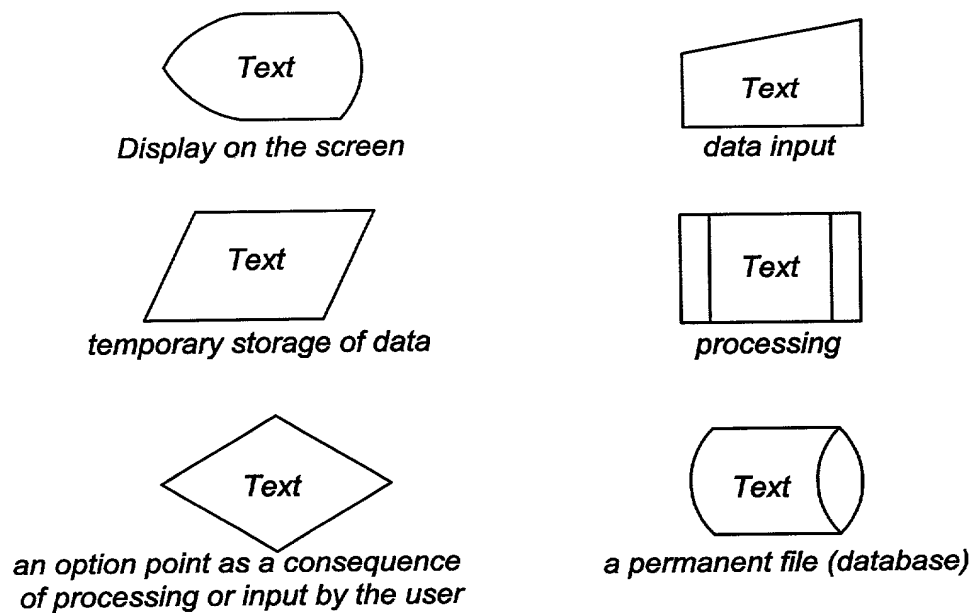 Text
Display on the screen
Text
data input
Text
temporary storage of data
Text
processing
Text
an option point as a consequence
of processing or input by the user
Text
a permanent file (database)